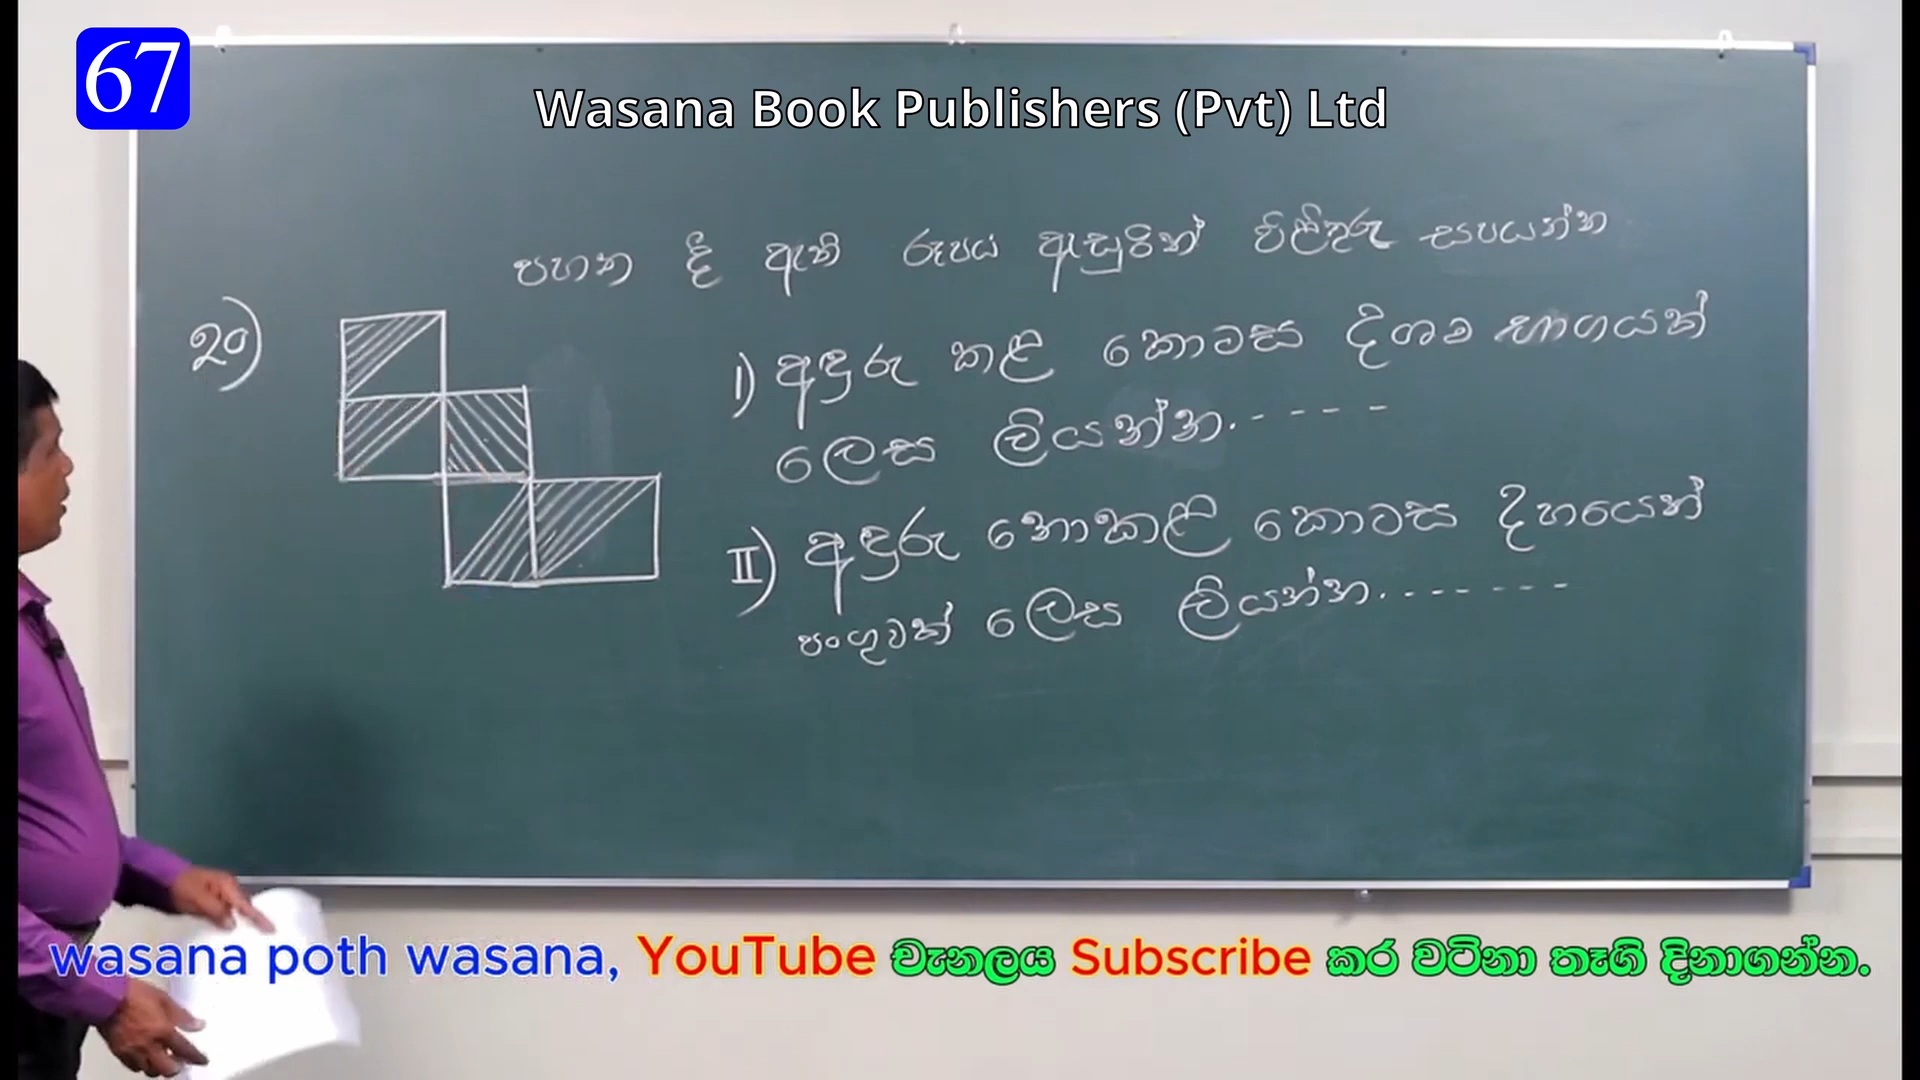 67
Wasana Book Publishers (Pvt) Ltd
පහත දී ඇති රූපය ඇසුරින් පිළිතුරු සපයන්න
20)
I) අඳුරු කළ කොටස දශම භාගයක්
ලෙස ලියන්න.----
II) අඳුරු නොකළ කොටස දහයෙන්
පංගුවක් ලෙස ලියන්න.-------
wasana poth wasana, YouTube චැනලය Subscribe කර වටිනා තෑගි දිනාගන්න.